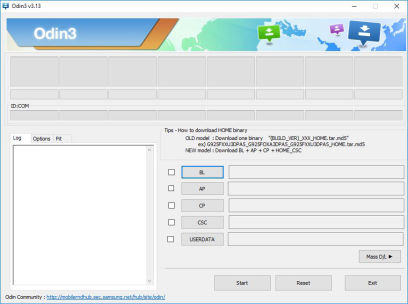 Odin3 v3.13
Odin3
ID:COM
Log
Options
Pit
Tips - How to download HOME binary
OLD model : Download one binary "[BUILD_VER]_XXX_HOME.tar.md5"
ex) G925FXXU3DPA5_G925FOXA3DPA5_G925FXXU3DPA5_HOME.tar.md5
NEW model : Download BL + AP + CP + HOME_CSC
BL
AP
CP
CSC
USERDATA
Mass D/L ▶
Start
Reset
Exit
Odin Community : http://mobilerndhub.sec.samsung.net/hub/site/odin/